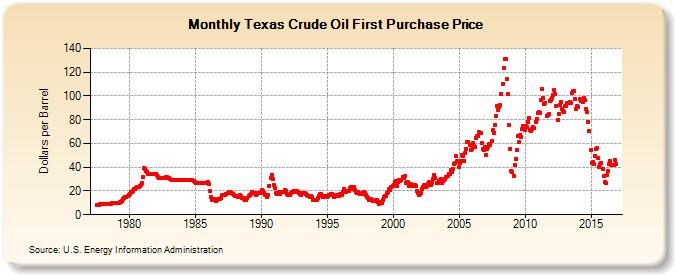 Monthly Texas Crude Oil First Purchase Price
Dollars per Barrel
140
120
100
80
60
40
20
0
1980 1985 1990 1995 2000 2005 2010 2015
Source: U.S. Energy Information Administration